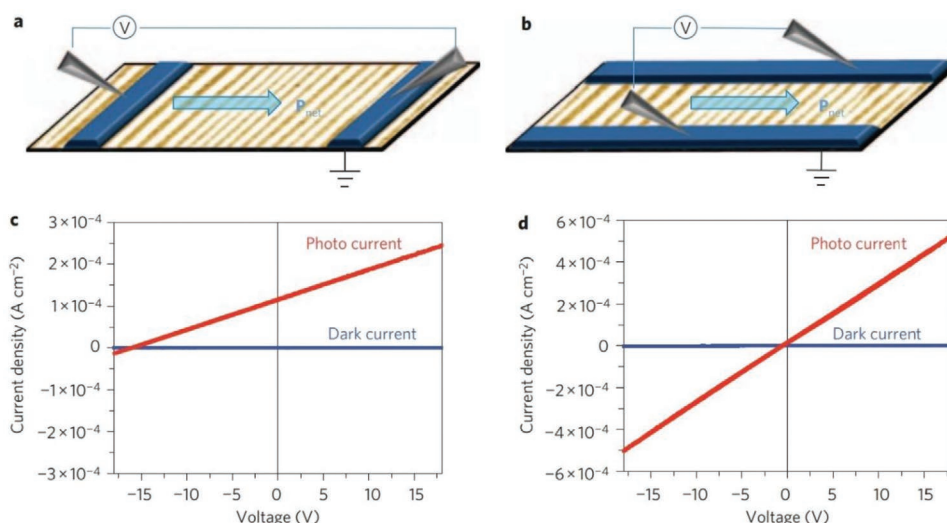 a
V
P net
b
V
P net
c
3×10⁻⁴
2×10⁻⁴
1×10⁻⁴
0
−1×10⁻⁴
−2×10⁻⁴
−3×10⁻⁴
Current density (A cm⁻²)
Photo current
Dark current
−15 −10 −5 0 5 10 15
Voltage (V)
d
6×10⁻⁴
4×10⁻⁴
2×10⁻⁴
0
−2×10⁻⁴
−4×10⁻⁴
−6×10⁻⁴
Current density (A cm⁻²)
Photo current
Dark current
−15 −10 −5 0 5 10 15
Voltage (V)